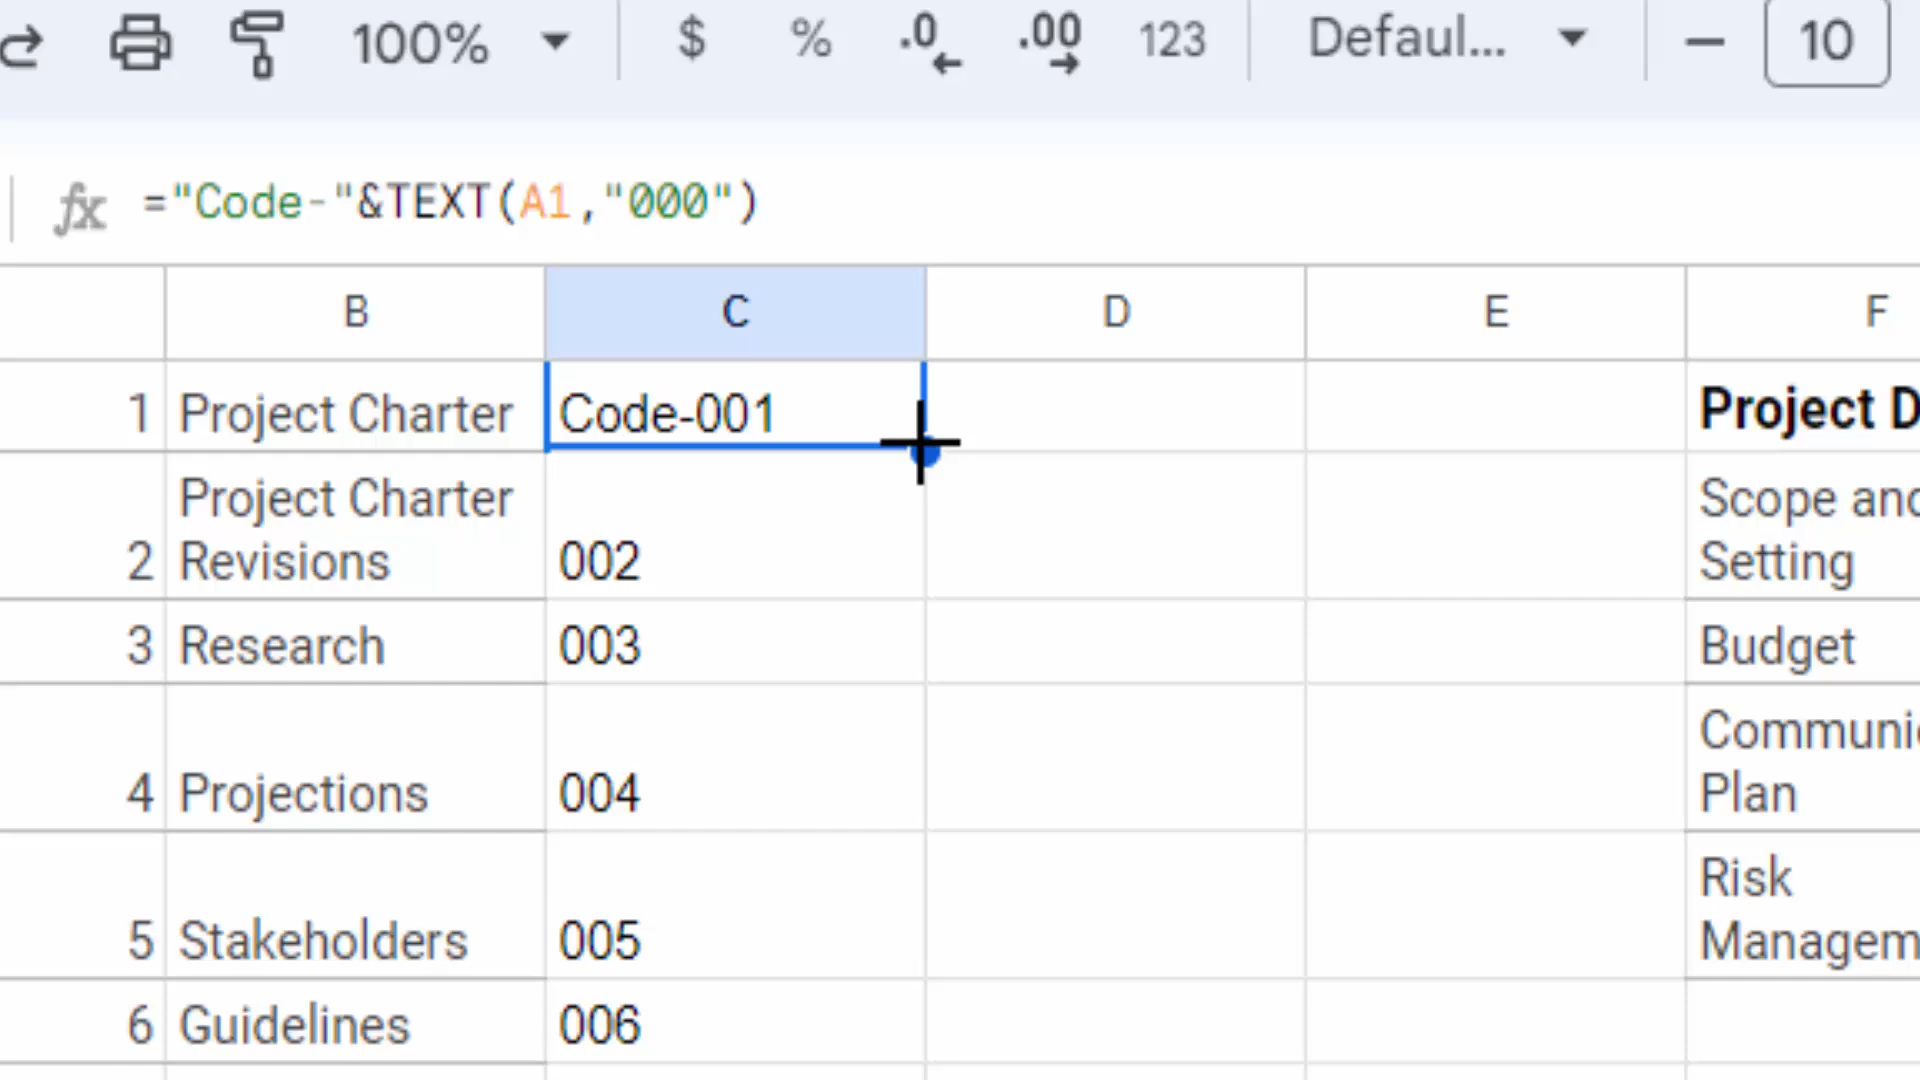 100% $ % .0 .00 123 Defaul... 10
fx ="Code-"&TEXT(A1,"000")
B C D E F
1 Project Charter Code-001 Project D
Project Charter Scope and
2 Revisions 002 Setting
3 Research 003 Budget
Communic
4 Projections 004 Plan
Risk
5 Stakeholders 005 Managem
6 Guidelines 006